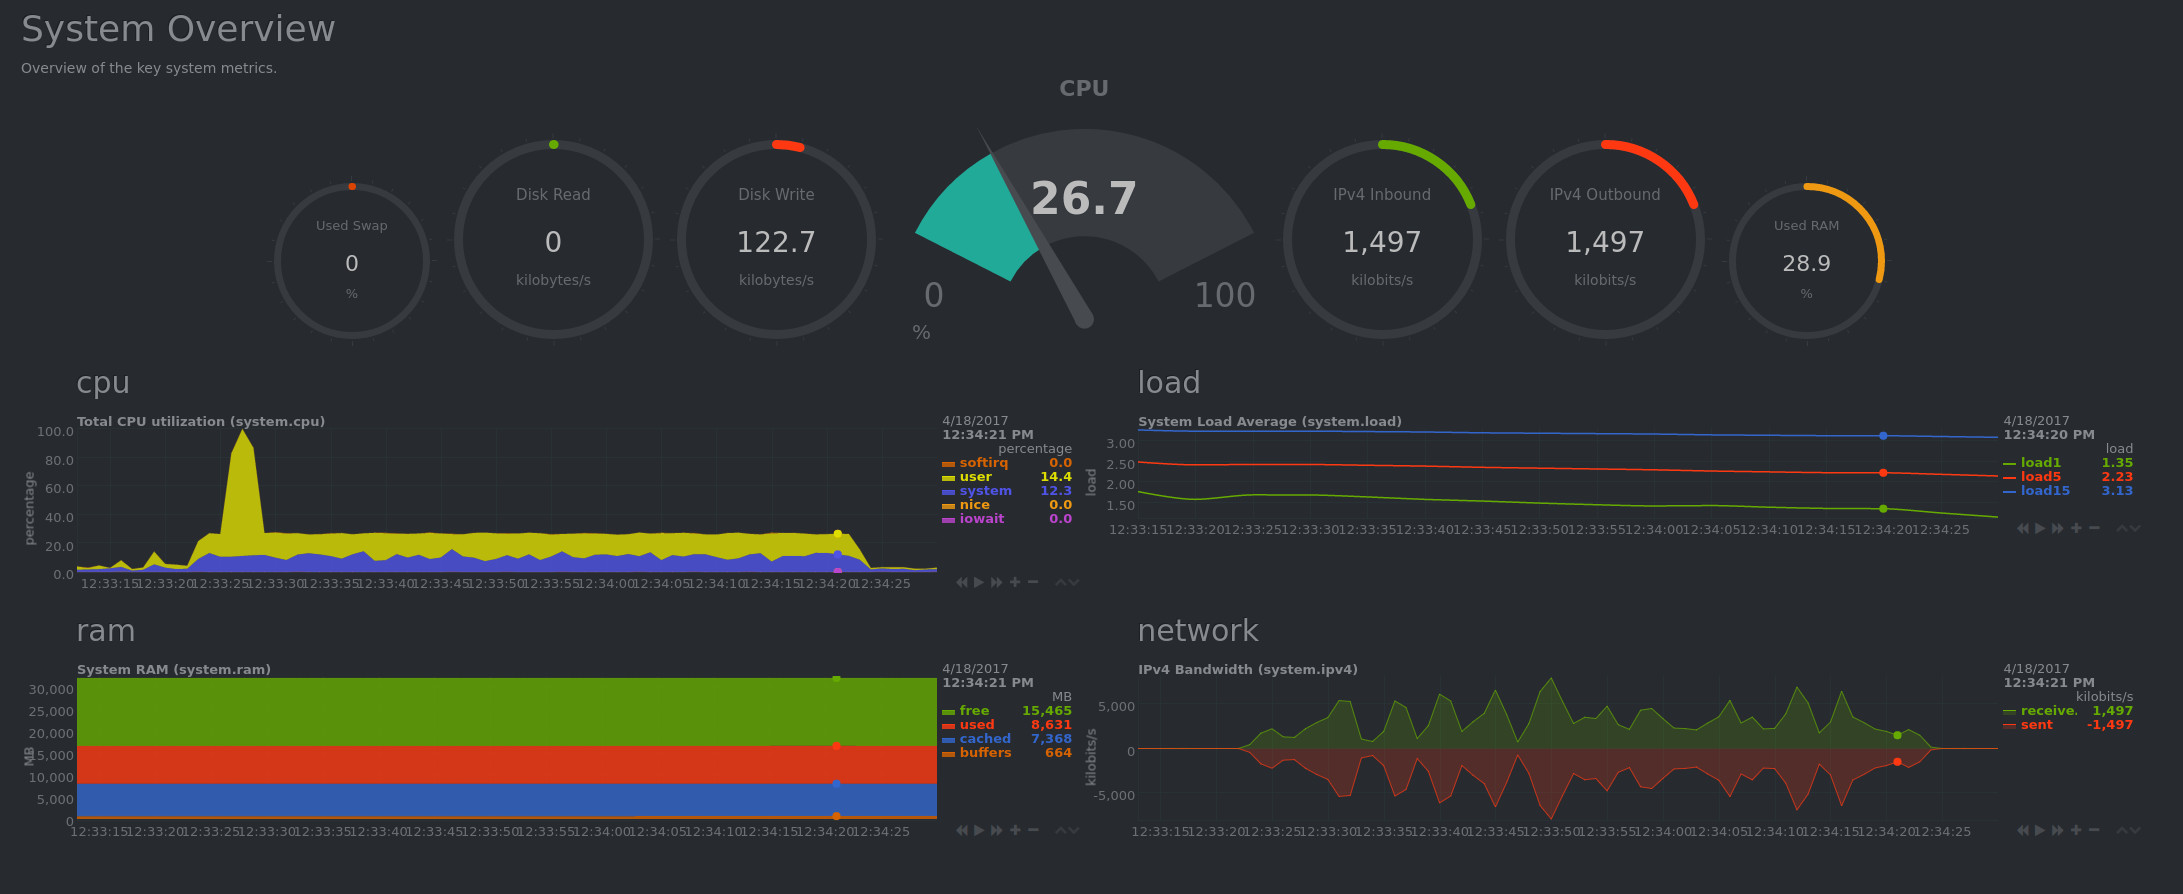 System Overview
Overview of the key system metrics.
CPU
Used Swap
0
%
Disk Read
0
kilobytes/s
Disk Write
122.7
kilobytes/s
26.7
0
100
%
IPv4 Inbound
1,497
kilobits/s
IPv4 Outbound
1,497
kilobits/s
Used RAM
28.9
%
cpu
Total CPU utilization (system.cpu)
percentage
100.0
80.0
60.0
40.0
20.0
0.0
12:33:15 12:33:20 12:33:25 12:33:30 12:33:35 12:33:40 12:33:45 12:33:50 12:33:55 12:34:00 12:34:05 12:34:10 12:34:15 12:34:20 12:34:25
4/18/2017
12:34:21 PM
percentage
softirq 0.0
user 14.4
system 12.3
nice 0.0
iowait 0.0
load
System Load Average (system.load)
load
3.00
2.50
2.00
1.50
12:33:15 12:33:20 12:33:25 12:33:30 12:33:35 12:33:40 12:33:45 12:33:50 12:33:55 12:34:00 12:34:05 12:34:10 12:34:15 12:34:20 12:34:25
4/18/2017
12:34:20 PM
load
load1 1.35
load5 2.23
load15 3.13
ram
System RAM (system.ram)
MB
30,000
25,000
20,000
15,000
10,000
5,000
0
12:33:15 12:33:20 12:33:25 12:33:30 12:33:35 12:33:40 12:33:45 12:33:50 12:33:55 12:34:00 12:34:05 12:34:10 12:34:15 12:34:20 12:34:25
4/18/2017
12:34:21 PM
MB
free 15,465
used 8,631
cached 7,368
buffers 664
network
IPv4 Bandwidth (system.ipv4)
kilobits/s
5,000
0
-5,000
12:33:15 12:33:20 12:33:25 12:33:30 12:33:35 12:33:40 12:33:45 12:33:50 12:33:55 12:34:00 12:34:05 12:34:10 12:34:15 12:34:20 12:34:25
4/18/2017
12:34:21 PM
kilobits/s
receive. 1,497
sent -1,497